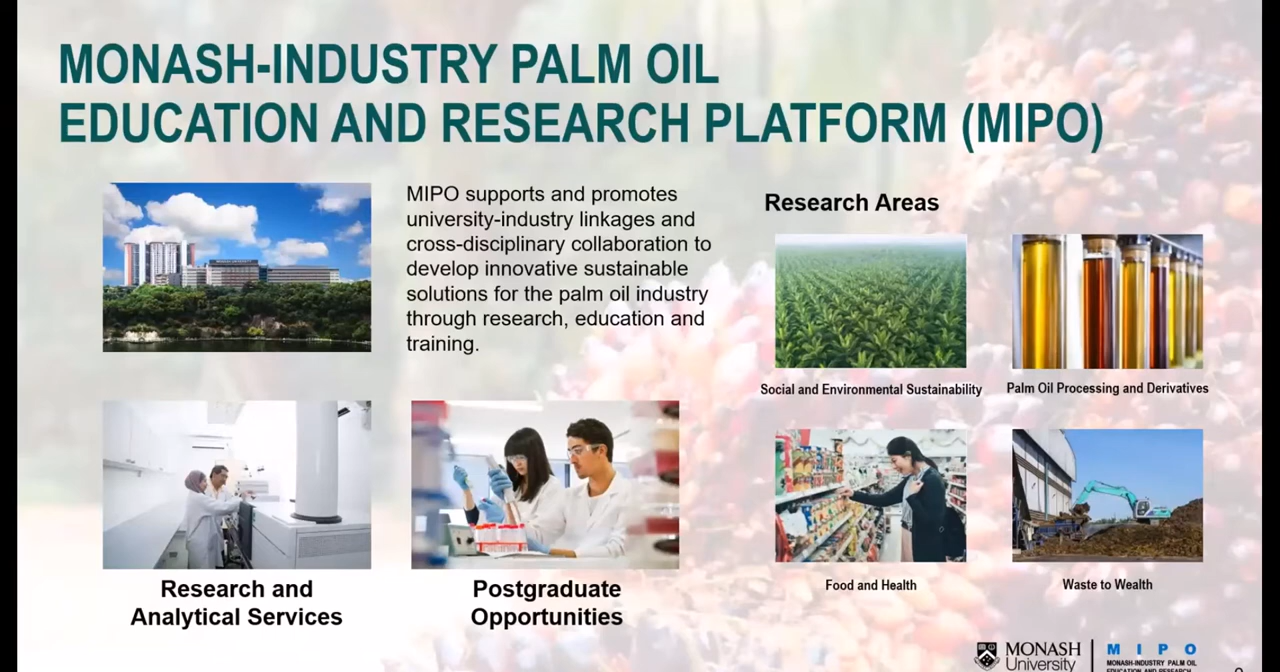 MONASH-INDUSTRY PALM OIL
EDUCATION AND RESEARCH PLATFORM (MIPO)
MIPO supports and promotes
university-industry linkages and
cross-disciplinary collaboration to
develop innovative sustainable
solutions for the palm oil industry
through research, education and
training.
Research and
Analytical Services
Postgraduate
Opportunities
Research Areas
Social and Environmental Sustainability
Palm Oil Processing and Derivatives
Food and Health
Waste to Wealth
MONASH
University
MIPO
MONASH-INDUSTRY PALM OIL
EDUCATION AND RESEARCH